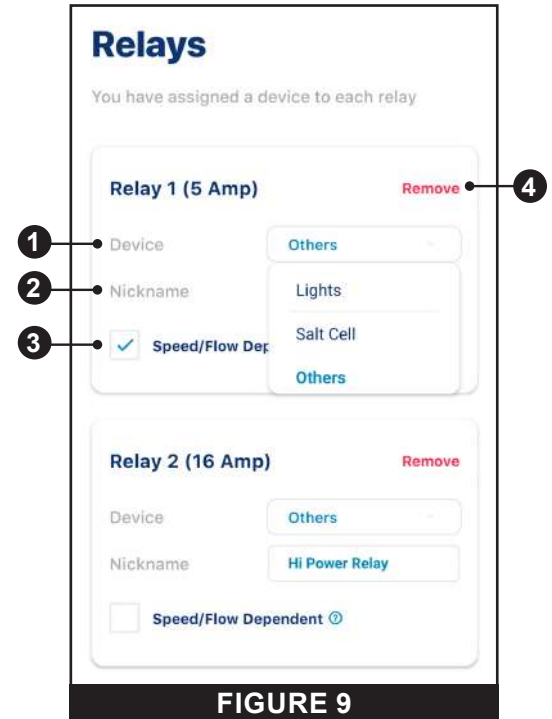 Relays
You have assigned a device to each relay
Relay 1 (5 Amp) Remove 4
1 Device Others
2 Nickname Lights
3 Speed/Flow Dep Salt Cell
Others
Relay 2 (16 Amp) Remove
Device Others
Nickname Hi Power Relay
Speed/Flow Dependent ?
FIGURE 9